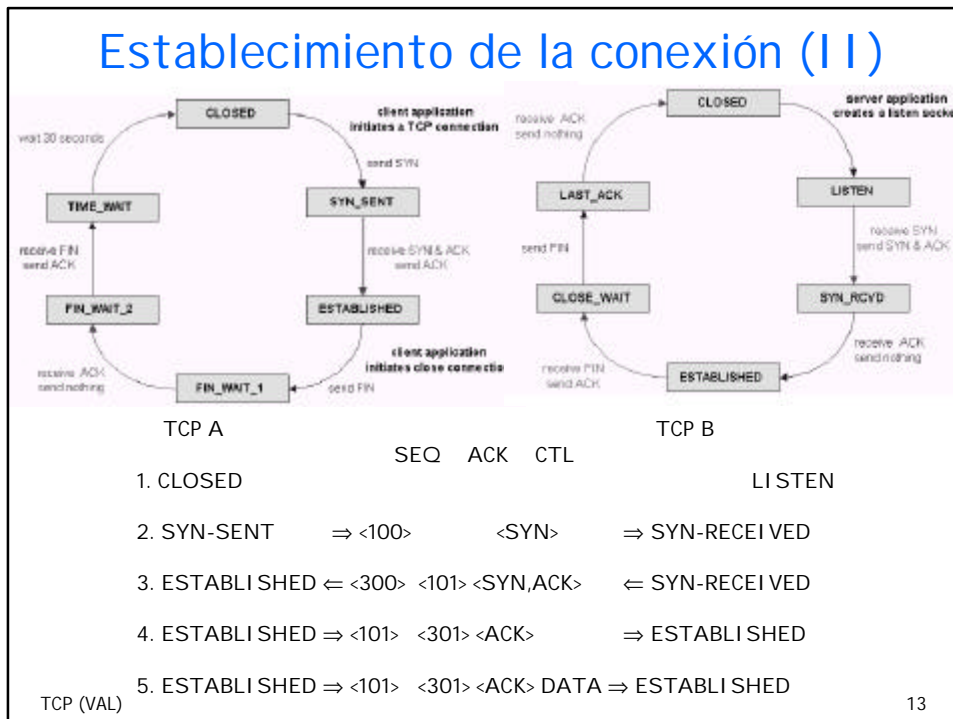 Establecimiento de la conexión (II)
CLOSED
client application
initiates a TCP connection
wait 30 seconds
send SYN
TIME_WAIT
SYN_SENT
receive FIN
send ACK
receive SYN & ACK
send ACK
FIN_WAIT_2
ESTABLISHED
client application
initiates close connectio
receive ACK
send nothing
FIN_WAIT_1
send FIN
CLOSED
server application
creates a listen socke
receive ACK
send nothing
LAST_ACK
LISTEN
send FIN
receive SYN
send SYN & ACK
CLOSE_WAIT
SYN_RCVD
receive FIN
send ACK
ESTABLISHED
receive ACK
send nothing
TCP A TCP B
SEQ ACK CTL
1. CLOSED LISTEN
2. SYN-SENT ⇒ <100> <SYN> ⇒ SYN-RECEIVED
3. ESTABLISHED ⇐ <300> <101> <SYN,ACK> ⇐ SYN-RECEIVED
4. ESTABLISHED ⇒ <101> <301> <ACK> ⇒ ESTABLISHED
5. ESTABLISHED ⇒ <101> <301> <ACK> DATA ⇒ ESTABLISHED
TCP (VAL) 13